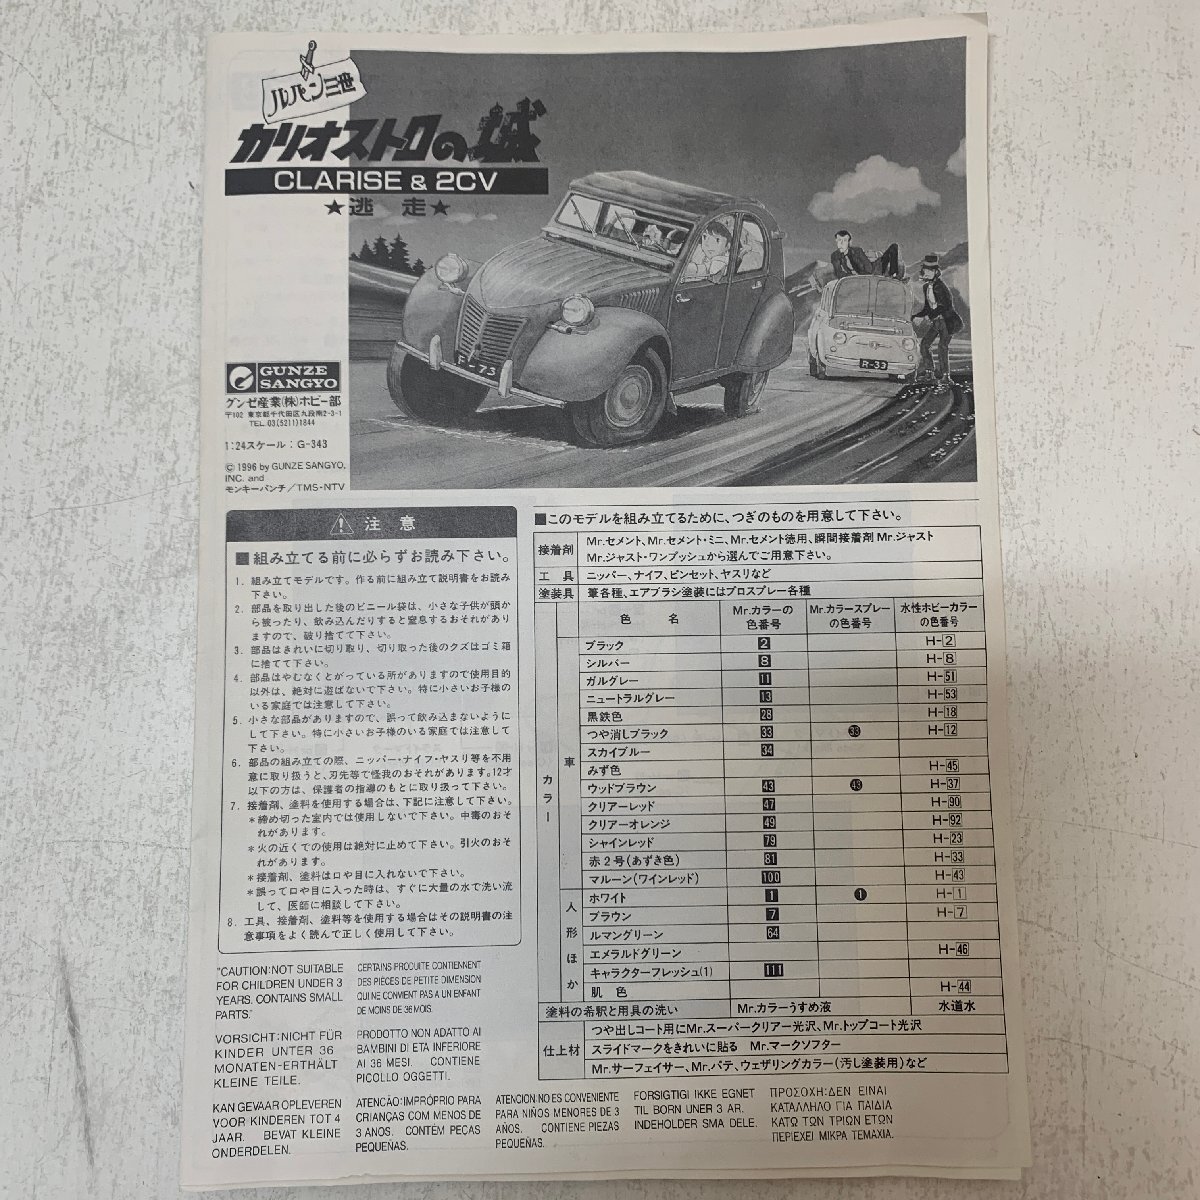 ルパン三世
カリオストロの城
CLARISE & 2CV
★逃 走★
F-73
R-33
GUNZE
SANGYO
グンゼ産業(株)ホビー部
〒102 東京都千代田区九段南2-3-1
TEL.03(5211)1844
1:24スケール:G-343
© 1996 by GUNZE SANGYO,
INC. and
モンキーパンチ/TMS・NTV
⚠ 注 意
■組み立てる前に必らずお読み下さい。
1. 組み立てモデルです。作る前に組み立て説明書をお読み
下さい。
2. 部品を取り出した後のビニール袋は、小さな子供が頭か
ら被ったり、飲み込んだりすると窒息するおそれがあり
ますので、破り捨てて下さい。
3. 部品はきれいに切り取り、切り取った後のクズはゴミ箱
に捨てて下さい。
4. 部品はやむなくとがっている所がありますので使用目的
以外は、絶対に遊ばないで下さい。特に小さいお子様の
いる家庭では注意して下さい。
5. 小さな部品がありますので、誤って飲み込まないように
して下さい。特に小さいお子様のいる家庭では注意して
下さい。
6. 部品の組み立ての際、ニッパー・ナイフ・ヤスリ等を不用
意に取り扱うと、刃先等で怪我のおそれがあります。12才
以下の方は、保護者の指導のもとに取り扱って下さい。
7. 接着剤、塗料を使用する場合は、下記に注意して下さい。
＊締め切った室内では使用しないで下さい。中毒のおそ
れがあります。
＊火の近くでの使用は絶対に止めて下さい。引火のおそ
れがあります。
＊接着剤、塗料は口や目に入れないで下さい。
＊誤って口や目に入った時は、すぐに大量の水で洗い流
して、医師に相談して下さい。
8. 工具、接着剤、塗料等を使用する場合はその説明書の注
意事項をよく読んで正しく使用して下さい。
■このモデルを組み立てるために、つぎのものを用意して下さい。
接着剤 Mr.セメント、Mr.セメント・ミニ、Mr.セメント徳用、瞬間接着剤 Mr.ジャスト
Mr.ジャスト・ワンプッシュから選んでご用意下さい。
工 具 ニッパー、ナイフ、ピンセット、ヤスリなど
塗装具 筆各種、エアブラシ塗装にはプロスプレー各種
カラー
色 名 Mr.カラーの色番号 Mr.カラースプレーの色番号 水性ホビーカラーの色番号
車
ブラック 2 H-2
シルバー 8 H-8
ガルグレー 11 H-51
ニュートラルグレー 13 H-53
黒鉄色 28 H-18
つや消しブラック 33 33 H-12
スカイブルー 34
みず色 H-45
ウッドブラウン 43 43 H-37
クリアーレッド 47 H-90
クリアーオレンジ 49 H-92
シャインレッド 79 H-23
赤2号(あずき色) 81 H-33
マルーン(ワインレッド) 100 H-43
人形ほか
ホワイト 1 1 H-1
ブラウン 7 H-7
ルマングリーン 64
エメラルドグリーン H-46
キャラクターフレッシュ(1) 111
肌 色 H-44
塗料の希釈と用具の洗い Mr.カラーうすめ液 水道水
仕上材 つや出しコート用にMr.スーパークリアー光沢、Mr.トップコート光沢
スライドマークをきれいに貼る Mr.マークソフター
Mr.サーフェイサー、Mr.パテ、ウェザリングカラー(汚し塗装用)など
"CAUTION:NOT SUITABLE
FOR CHILDREN UNDER 3
YEARS. CONTAINS SMALL
PARTS."
CERTAINS PRODUITE CONTIENNENT
DES PIÈCES DE PETITE DIMENSION
QUI NE CONVIENT PAS A UN ENFANT
DE MOINS DE 36 MOIS.
VORSICHT:NICHT FÜR
KINDER UNTER 36
MONATEN-ERTHÄLT
KLEINE TEILE.
PRODOTTO NON ADATTO AI
BAMBINI DI ETA INFERIORE
AI 36 MESI. CONTIENE
PICOLLO OGGETTI.
KAN GEVAAR OPLEVEREN
VOOR KINDEREN TOT 4
JAAR. BEVAT KLEINE
ONDERDELEN.
ATENCÃO:IMPRÓPRIO PARA
CRIANÇAS COM MENOS DE
3 ANOS. CONTÉM PEÇAS
PEQUENAS.
ATENCION NO ES CONVENIENTE
PARA NIÑOS MENORES DE 3
AÑOS. CONTIENE PIEZAS
PEQUEÑAS.
FORSIGTIGI IKKE EGNET
TIL BORN UNER 3 AR.
INDEHOLDER SMA DELE.
ΠΡΟΣΟΧΗ:ΔΕΝ ΕΙΝΑΙ
ΚΑΤΑΛΛΗΛΟ ΓΙΑ ΠΑΙΔΙΑ
ΚΑΤΩ ΤΩΝ ΤΡΙΩΝ ΕΤΩΝ
ΠΕΡΙΕΧΕΙ ΜΙΚΡΑ ΤΕΜΑΧΙΑ.